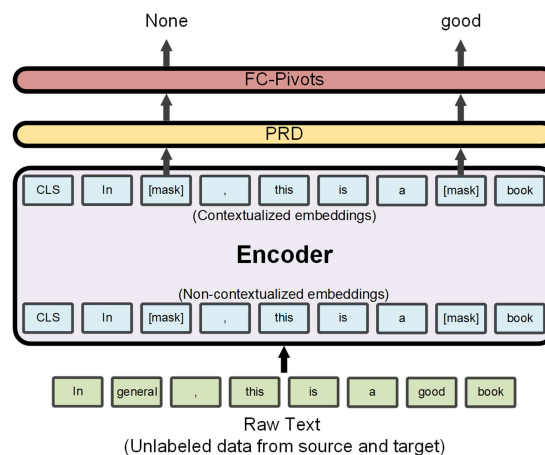 None good
FC-Pivots
PRD
CLS In [mask] , this is a [mask] book
(Contextualized embeddings)
Encoder
(Non-contextualized embeddings)
CLS In [mask] , this is a [mask] book
In general , this is a good book
Raw Text
(Unlabeled data from source and target)